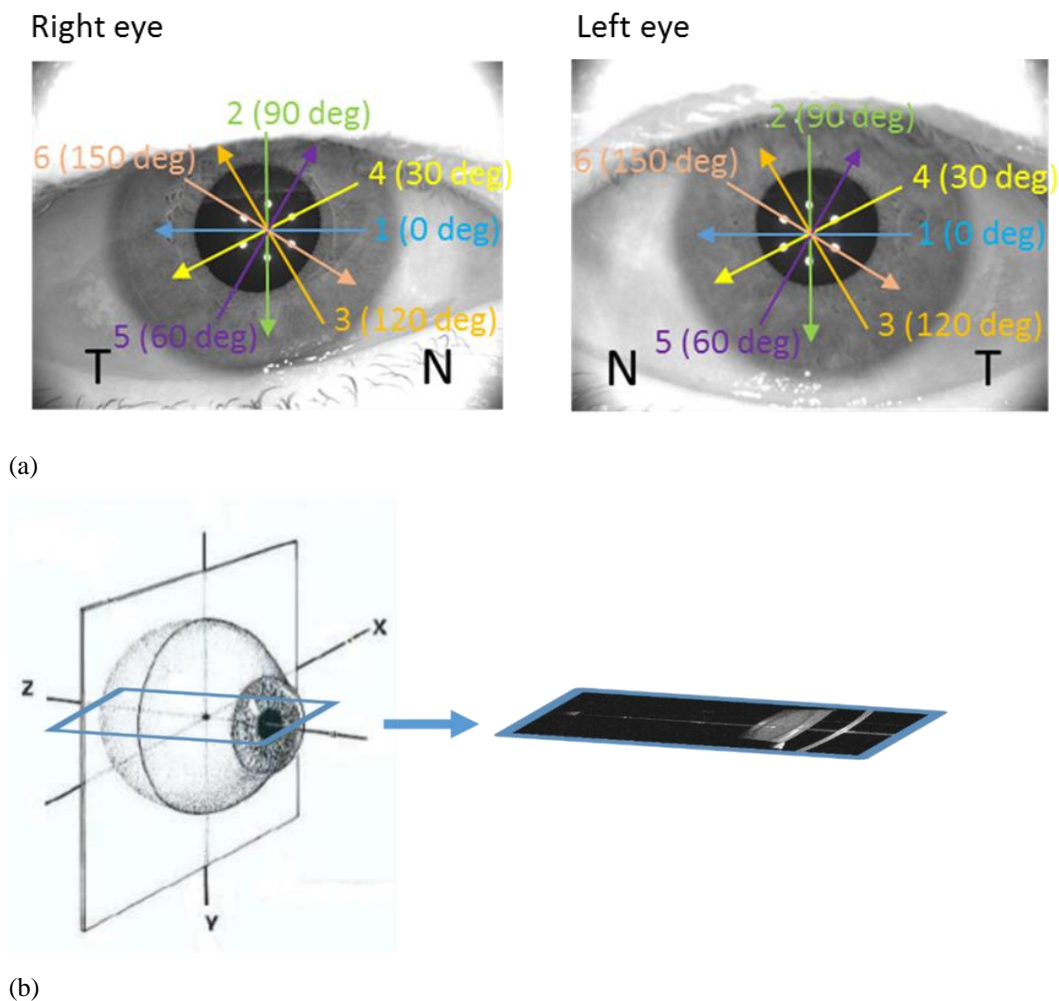 Right eye
Left eye
2 (90 deg)
6 (150 deg)
4 (30 deg)
1 (0 deg)
3 (120 deg)
5 (60 deg)
T
N
2 (90 deg)
6 (150 deg)
4 (30 deg)
1 (0 deg)
3 (120 deg)
5 (60 deg)
N
T
(a)
X
Z
Y
(b)